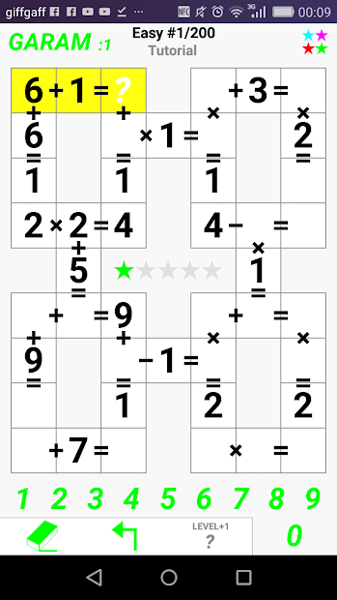 giffgaff ... NFC 3G 00:09
GARAM :1 Easy #1/200
Tutorial
6+1=? +3=
+ + × ×
6 ×1= 2
= = = =
1 1 1
2×2=4 4− =
+ ×
5 1
= =
+ =9 + =
+ + × ×
9 −1=
= = = =
1 2 2
+7= × =
1 2 3 4 5 6 7 8 9
LEVEL+1
? 0